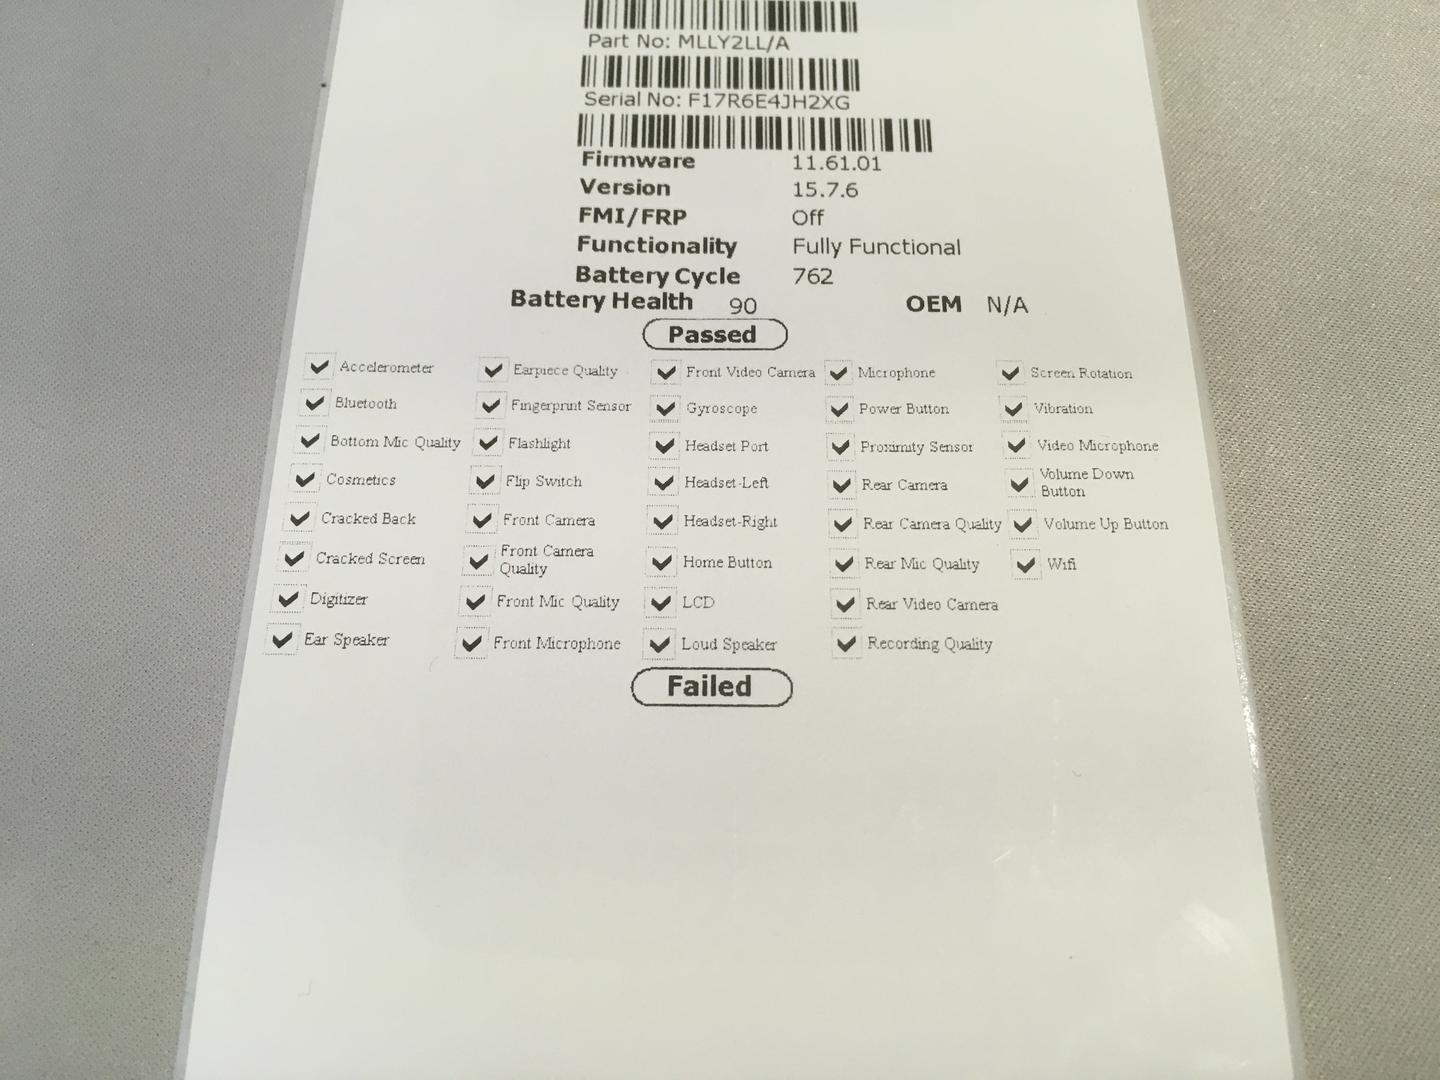 Part No: MLLY2LL/A
Serial No: F17R6E4JH2XG
Firmware 11.61.01
Version 15.7.6
FMI/FRP Off
Functionality Fully Functional
Battery Cycle 762
Battery Health 90 OEM N/A
Passed
Accelerometer Earpiece Quality Front Video Camera Microphone Screen Rotation
Bluetooth Fingerprint Sensor Gyroscope Power Button Vibration
Bottom Mic Quality Flashlight Headset Port Proximity Sensor Video Microphone
Cosmetics Flip Switch Headset-Left Rear Camera Volume Down
Button
Cracked Back Front Camera Headset-Right Rear Camera Quality Volume Up Button
Cracked Screen Front Camera
Quality Home Button Rear Mic Quality Wifi
Digitizer Front Mic Quality LCD Rear Video Camera
Ear Speaker Front Microphone Loud Speaker Recording Quality
Failed